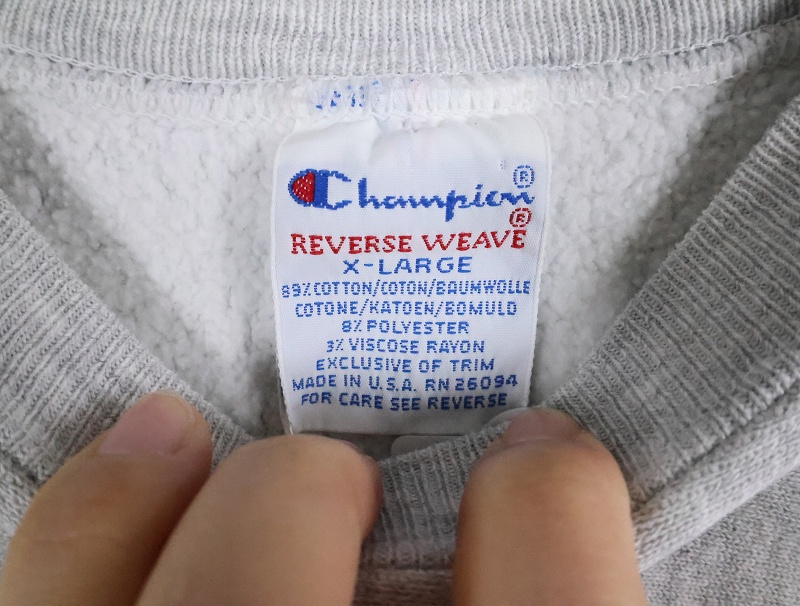 Champion®
REVERSE WEAVE®
X-LARGE
89% COTTON/COTON/BAUMWOLLE
COTONE/KATOEN/BOMULD
8% POLYESTER
3% VISCOSE RAYON
EXCLUSIVE OF TRIM
MADE IN U.S.A. RN 26094
FOR CARE SEE REVERSE